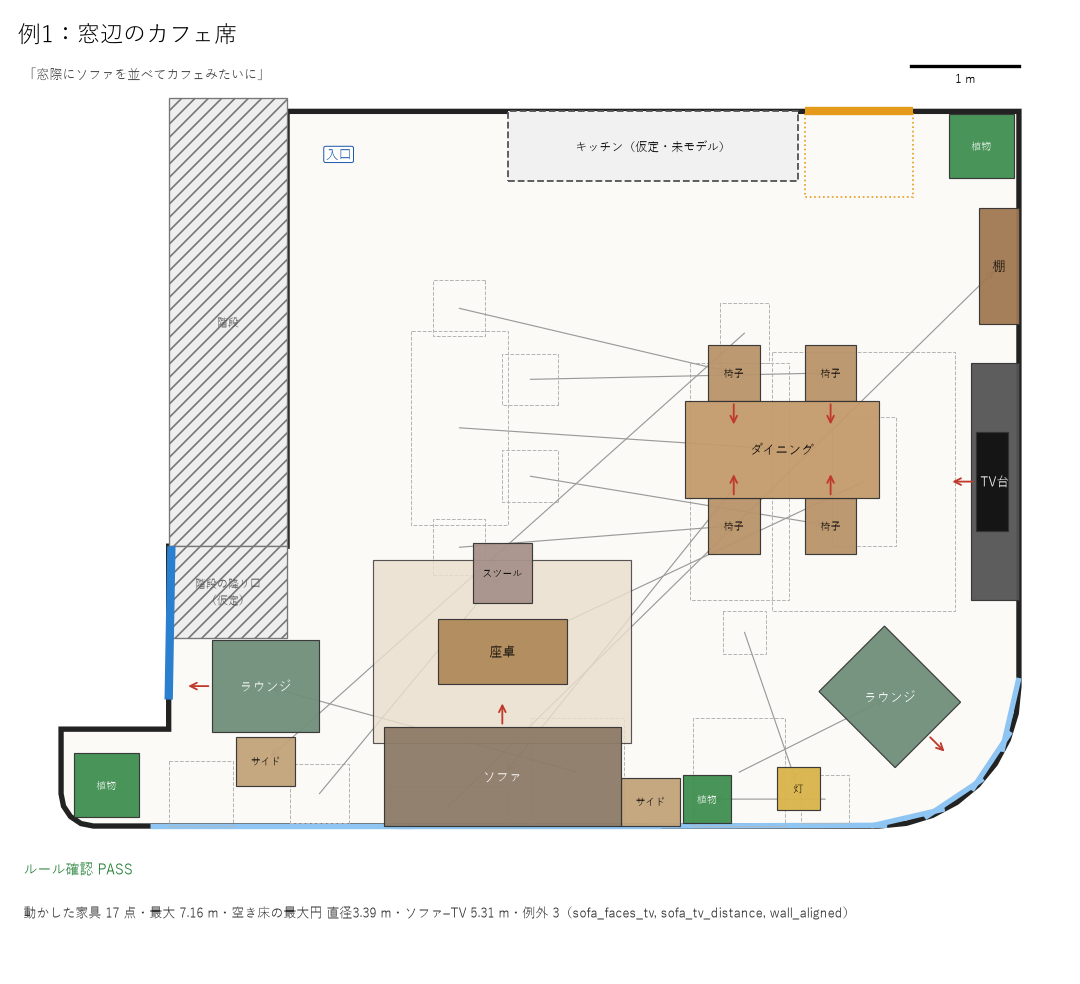 例1：窓辺のカフェ席
「窓際にソファを並べてカフェみたいに」
1 m
入口
キッチン（仮定・未モデル）
植物
棚
階段
椅子
椅子
ダイニング
TV台
椅子
椅子
スツール
階段の降り口
（仮定）
座卓
ラウンジ
ラウンジ
サイド
ソファ
植物
サイド
植物
灯
ルール確認 PASS
動かした家具 17 点・最大 7.16 m・空き床の最大円 直径3.39 m・ソファ–TV 5.31 m・例外 3（sofa_faces_tv, sofa_tv_distance, wall_aligned）